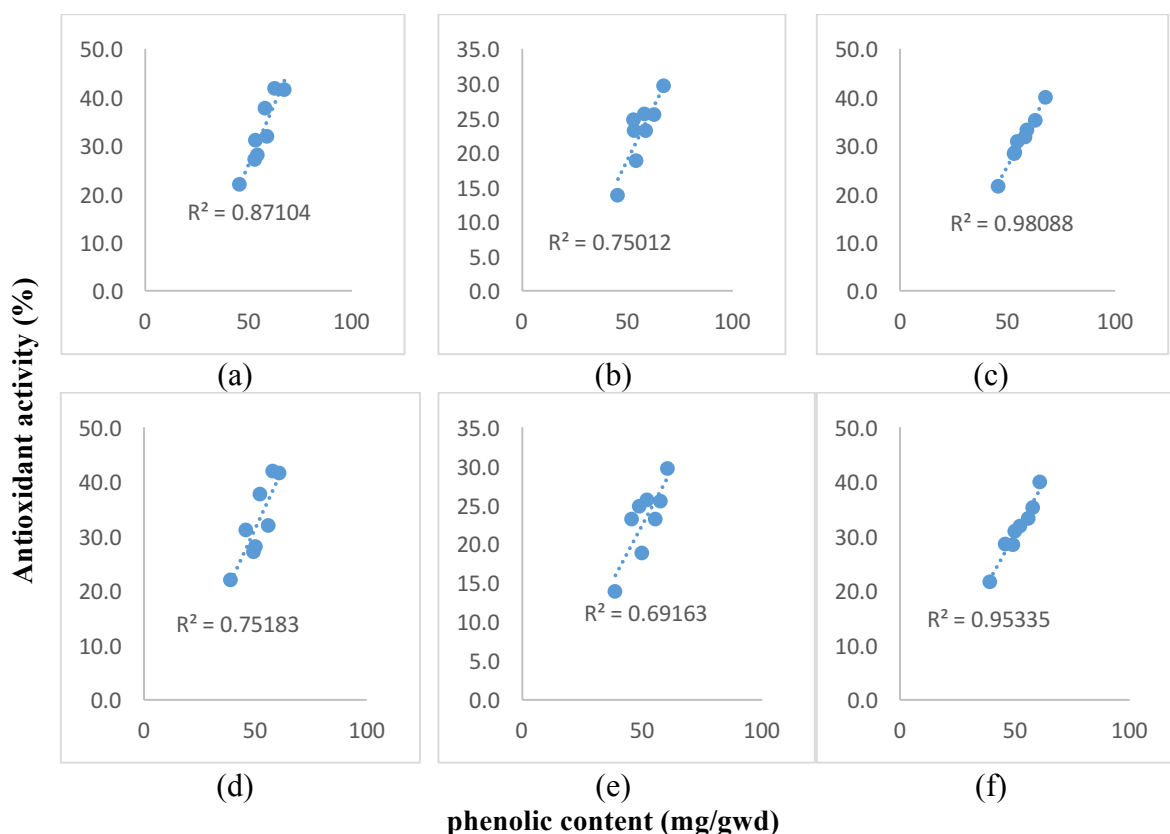 50.0
40.0
30.0
20.0
10.0
0.0
R² = 0.87104
0 50 100
(a)
35.0
30.0
25.0
20.0
15.0
10.0
5.0
0.0
R² = 0.75012
0 50 100
(b)
50.0
40.0
30.0
20.0
10.0
0.0
R² = 0.98088
0 50 100
(c)
Antioxidant activity (%)
50.0
40.0
30.0
20.0
10.0
0.0
R² = 0.75183
0 50 100
(d)
35.0
30.0
25.0
20.0
15.0
10.0
5.0
0.0
R² = 0.69163
0 50 100
(e)
50.0
40.0
30.0
20.0
10.0
0.0
R² = 0.95335
0 50 100
(f)
phenolic content (mg/gwd)